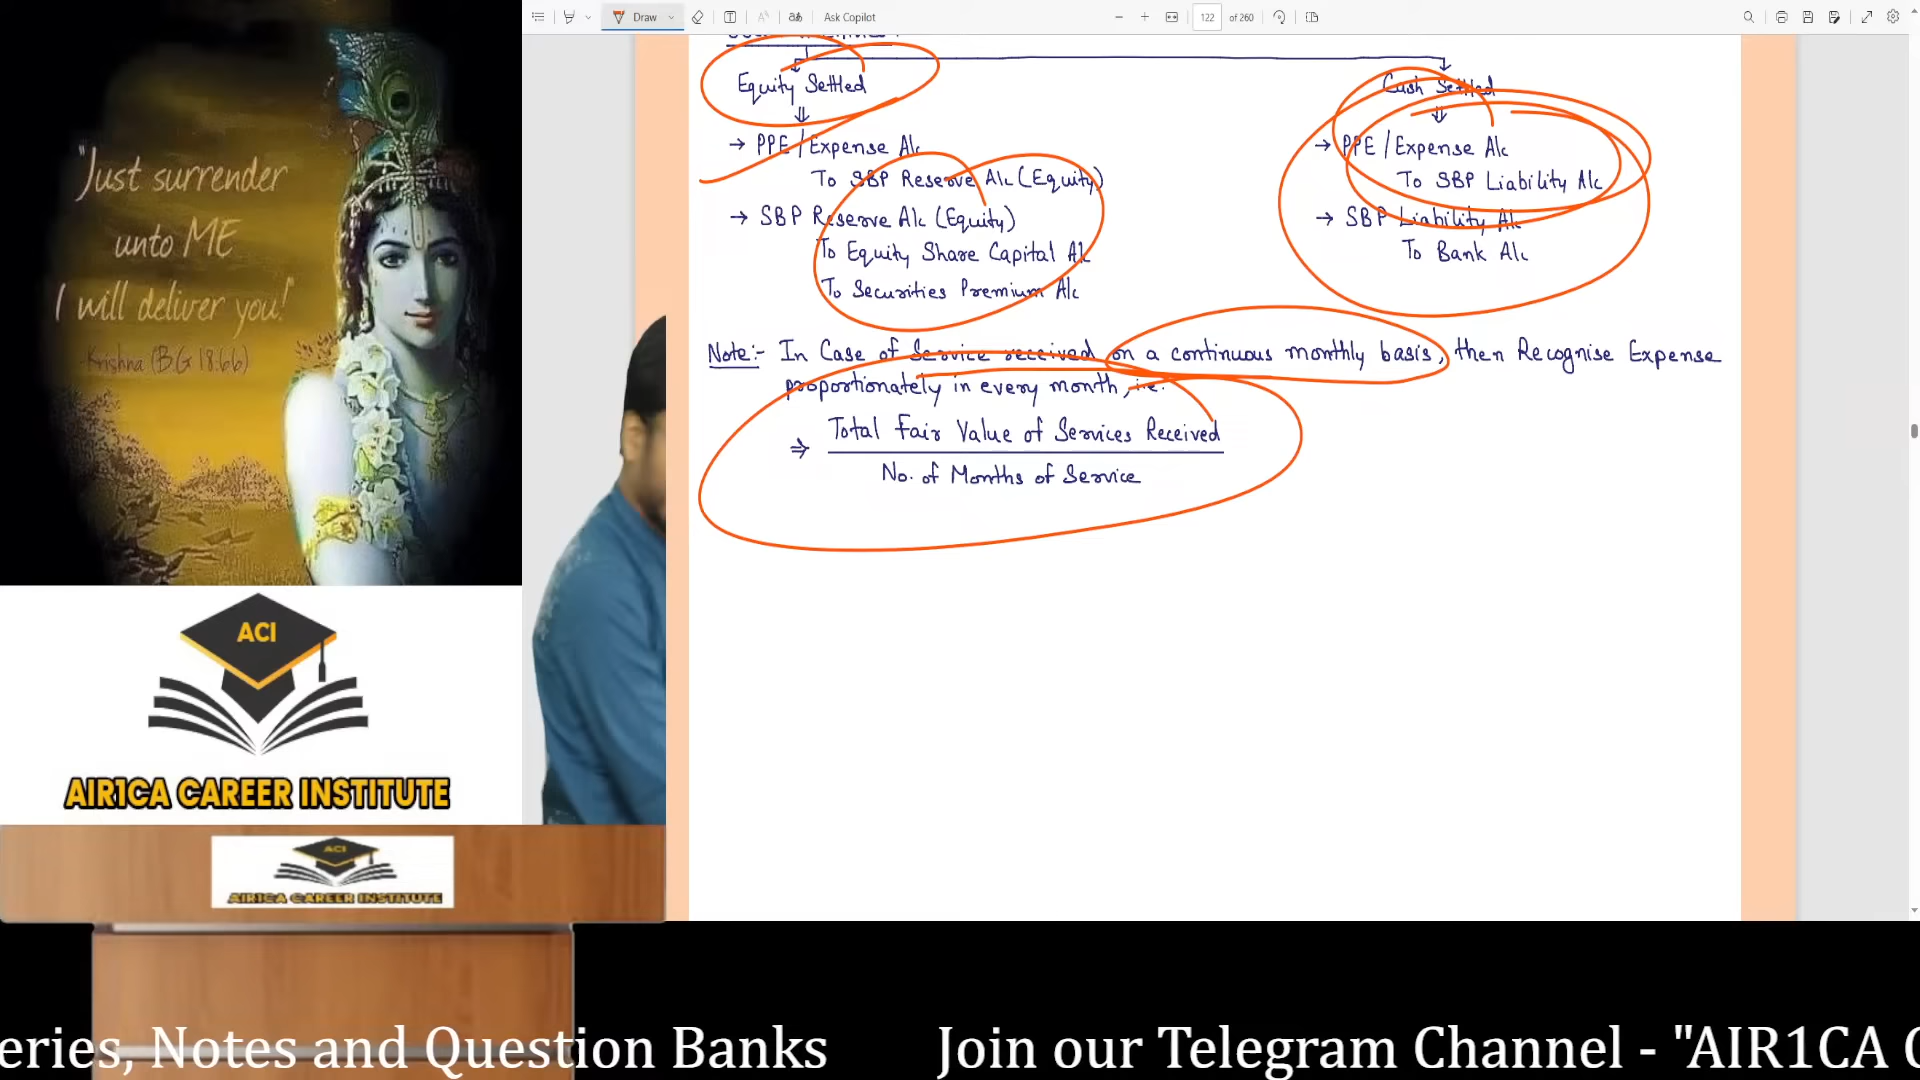 Draw
Ask Copilot
122
of 260
"Just surrender
unto ME
I will deliver you!"
-Krishna (B.G 18.66)
Equity Settled
→ PPE / Expense A/c
To SBP Reserve A/c (Equity)
→ SBP Reserve A/c (Equity)
To Equity Share Capital A/c
To Securities Premium A/c
Cash Settled
→ PPE / Expense A/c
To SBP Liability A/c
→ SBP Liability A/c
To Bank A/c
Note:- In Case of Service received on a continuous monthly basis, then Recognise Expense
proportionately in every month, i.e.
⇒ Total Fair Value of Services Received
No. of Months of Service
ACI
AIR1CA CAREER INSTITUTE
ACI
AIR1CA CAREER INSTITUTE
eries, Notes and Question Banks
Join our Telegram Channel - "AIR1CA C